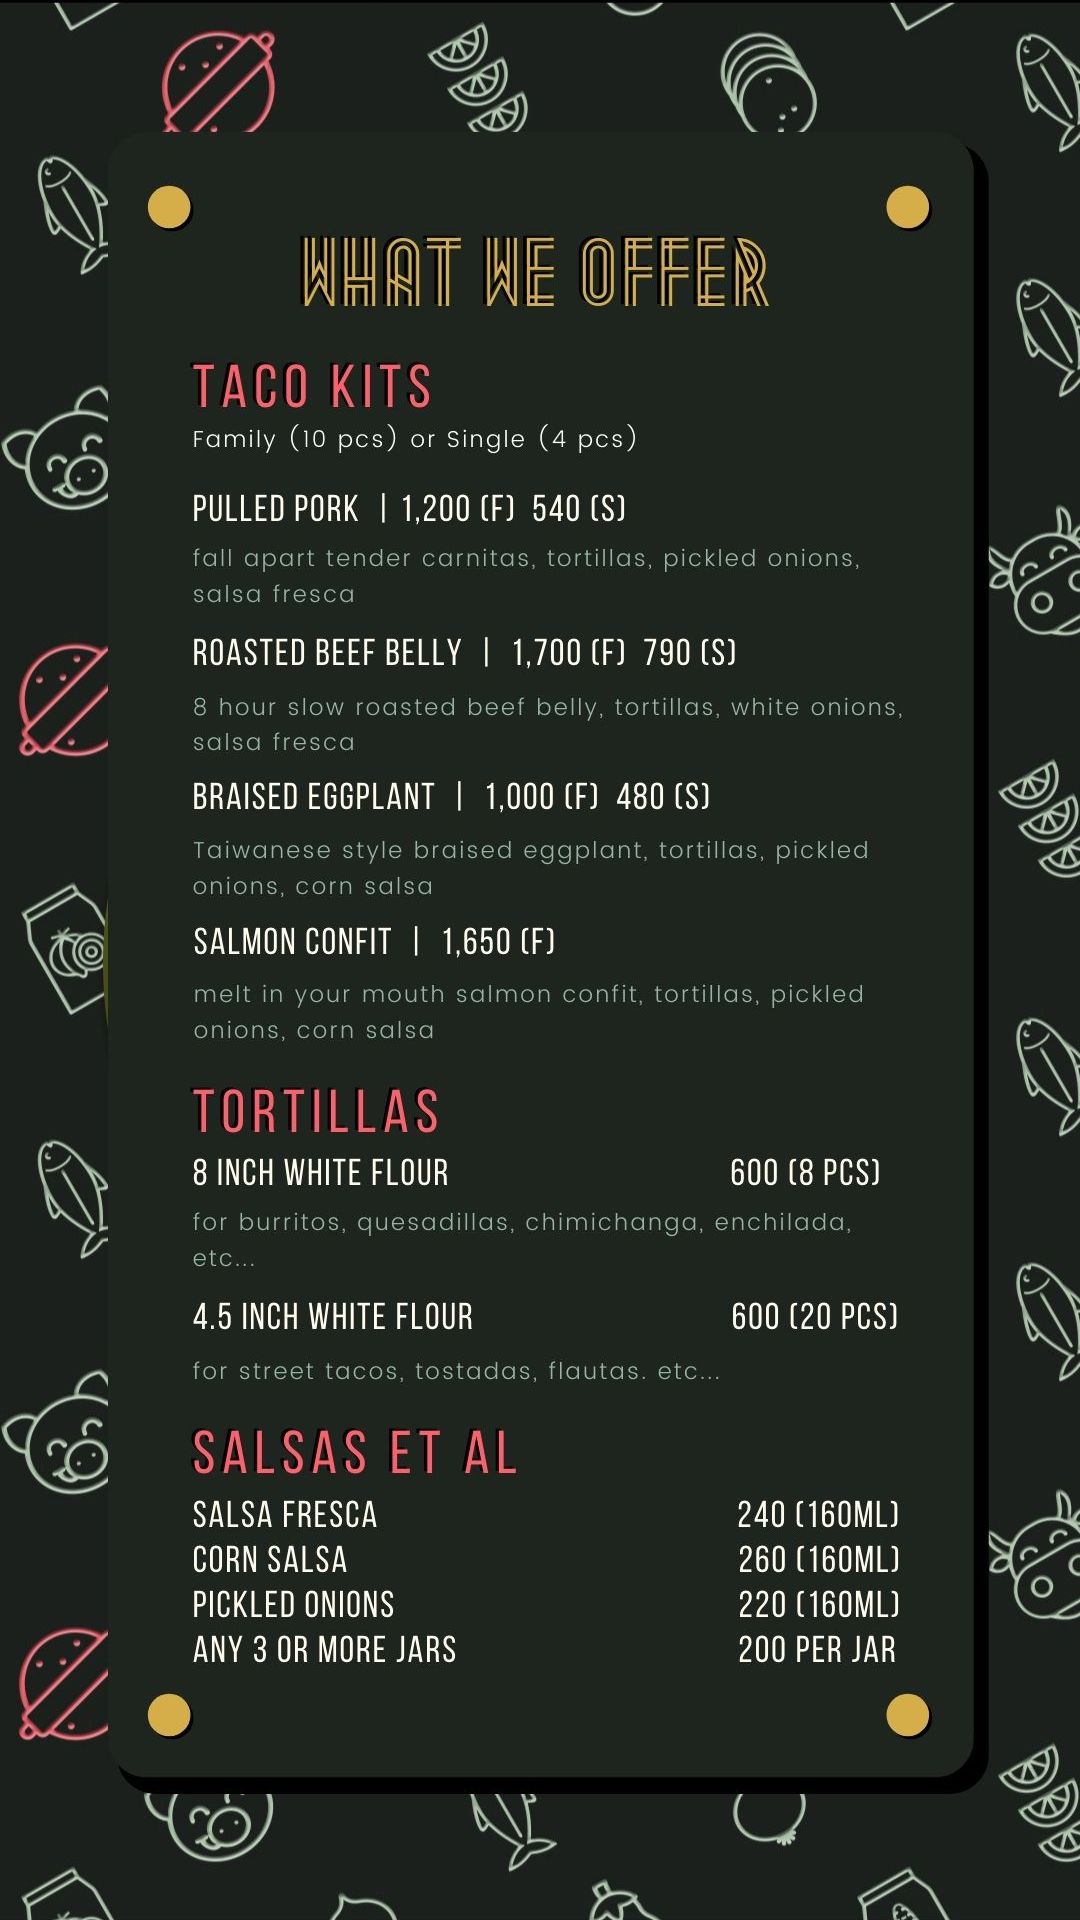 WHAT WE OFFER
TACO KITS
Family (10 pcs) or Single (4 pcs)
PULLED PORK | 1,200 (F) 540 (S)
fall apart tender carnitas, tortillas, pickled onions,
salsa fresca
ROASTED BEEF BELLY | 1,700 (F) 790 (S)
8 hour slow roasted beef belly, tortillas, white onions,
salsa fresca
BRAISED EGGPLANT | 1,000 (F) 480 (S)
Taiwanese style braised eggplant, tortillas, pickled
onions, corn salsa
SALMON CONFIT | 1,650 (F)
melt in your mouth salmon confit, tortillas, pickled
onions, corn salsa
TORTILLAS
8 INCH WHITE FLOUR 600 (8 PCS)
for burritos, quesadillas, chimichanga, enchilada,
etc...
4.5 INCH WHITE FLOUR 600 (20 PCS)
for street tacos, tostadas, flautas. etc...
SALSAS ET AL
SALSA FRESCA 240 (160ML)
CORN SALSA 260 (160ML)
PICKLED ONIONS 220 (160ML)
ANY 3 OR MORE JARS 200 PER JAR